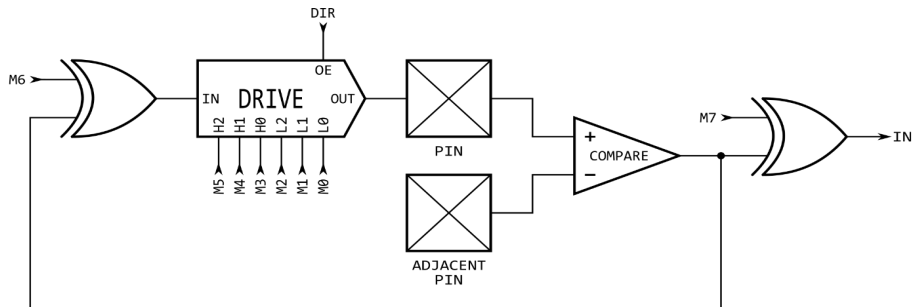 DIR
M6
OE
IN
DRIVE
OUT
H2
H1
H0
L2
L1
L0
M5
M4
M3
M2
M1
M0
PIN
ADJACENT
PIN
+
COMPARE
−
M7
IN